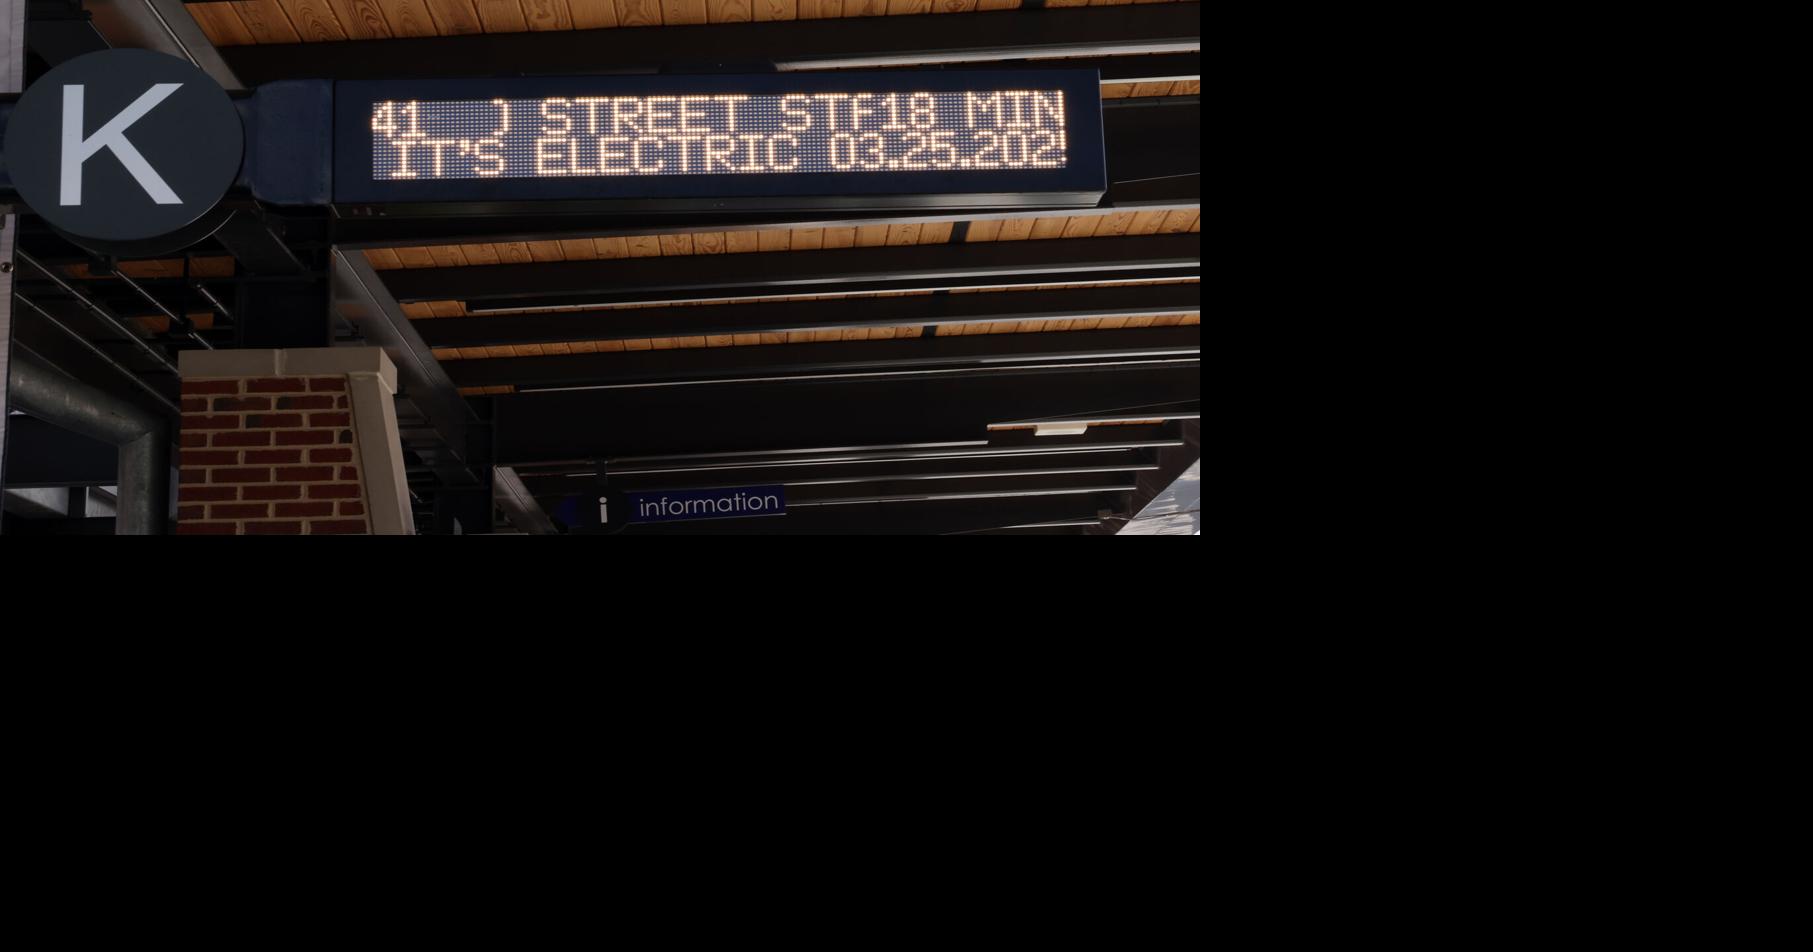 K
41 ) STREET STF18 MIN
IT'S ELECTRIC 03.25.202
i information